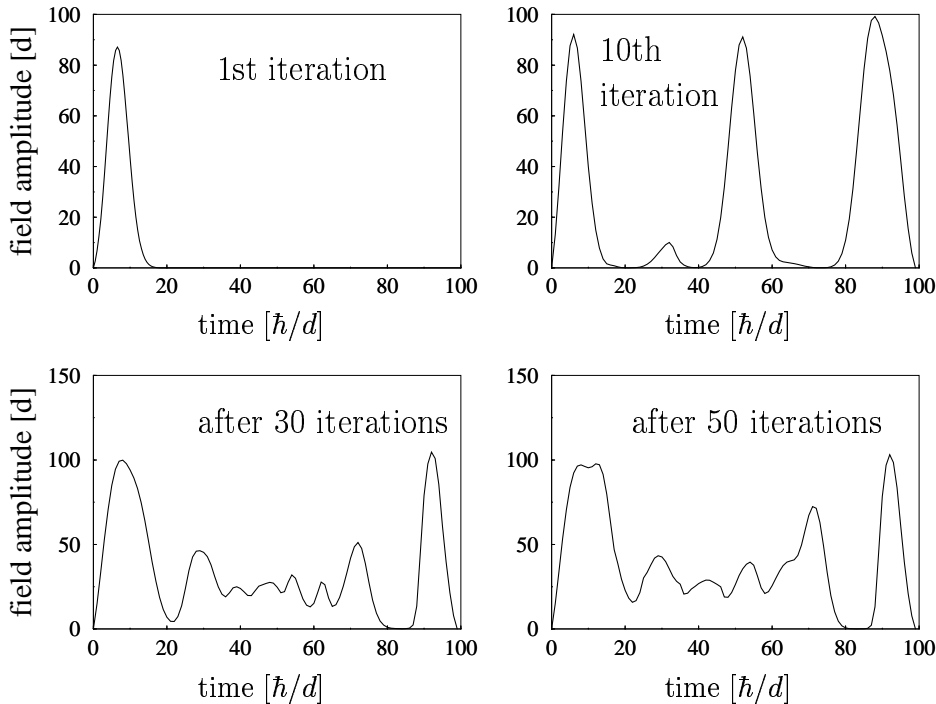 field amplitude [d]
100
80
60
40
20
0
1st iteration
0 20 40 60 80 100
time [ħ/d]
100
80
60
40
20
0
10th
iteration
0 20 40 60 80 100
time [ħ/d]
field amplitude [d]
150
100
50
0
after 30 iterations
0 20 40 60 80 100
time [ħ/d]
150
100
50
0
after 50 iterations
0 20 40 60 80 100
time [ħ/d]